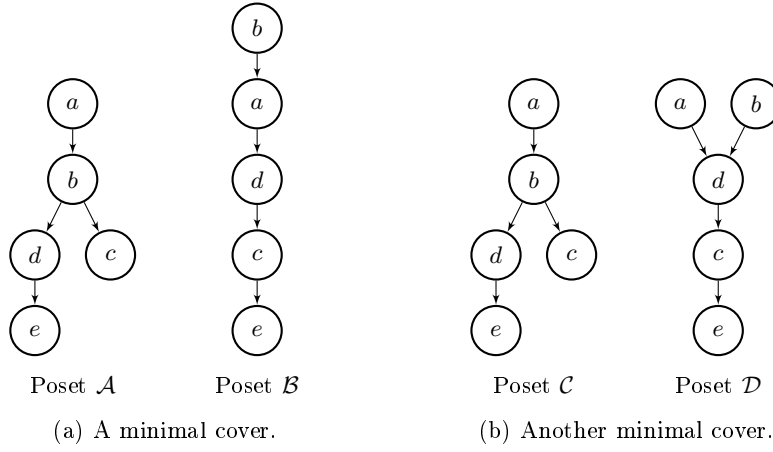 b
a
a
a
b
b
d
b
d
d
c
c
d
c
c
e
e
e
e
Poset A
Poset B
Poset C
Poset D
(a) A minimal cover.
(b) Another minimal cover.